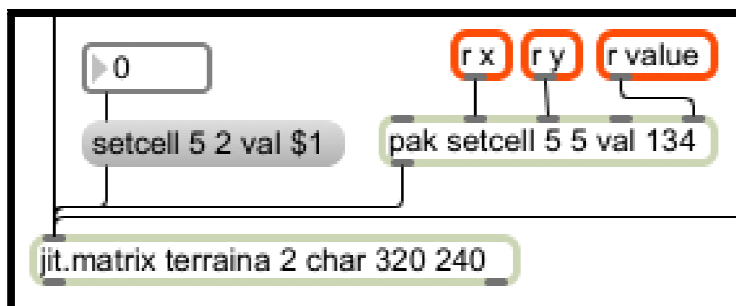 0
r x
r y
r value
setcell 5 2 val $1
pak setcell 5 5 val 134
jit.matrix terraina 2 char 320 240